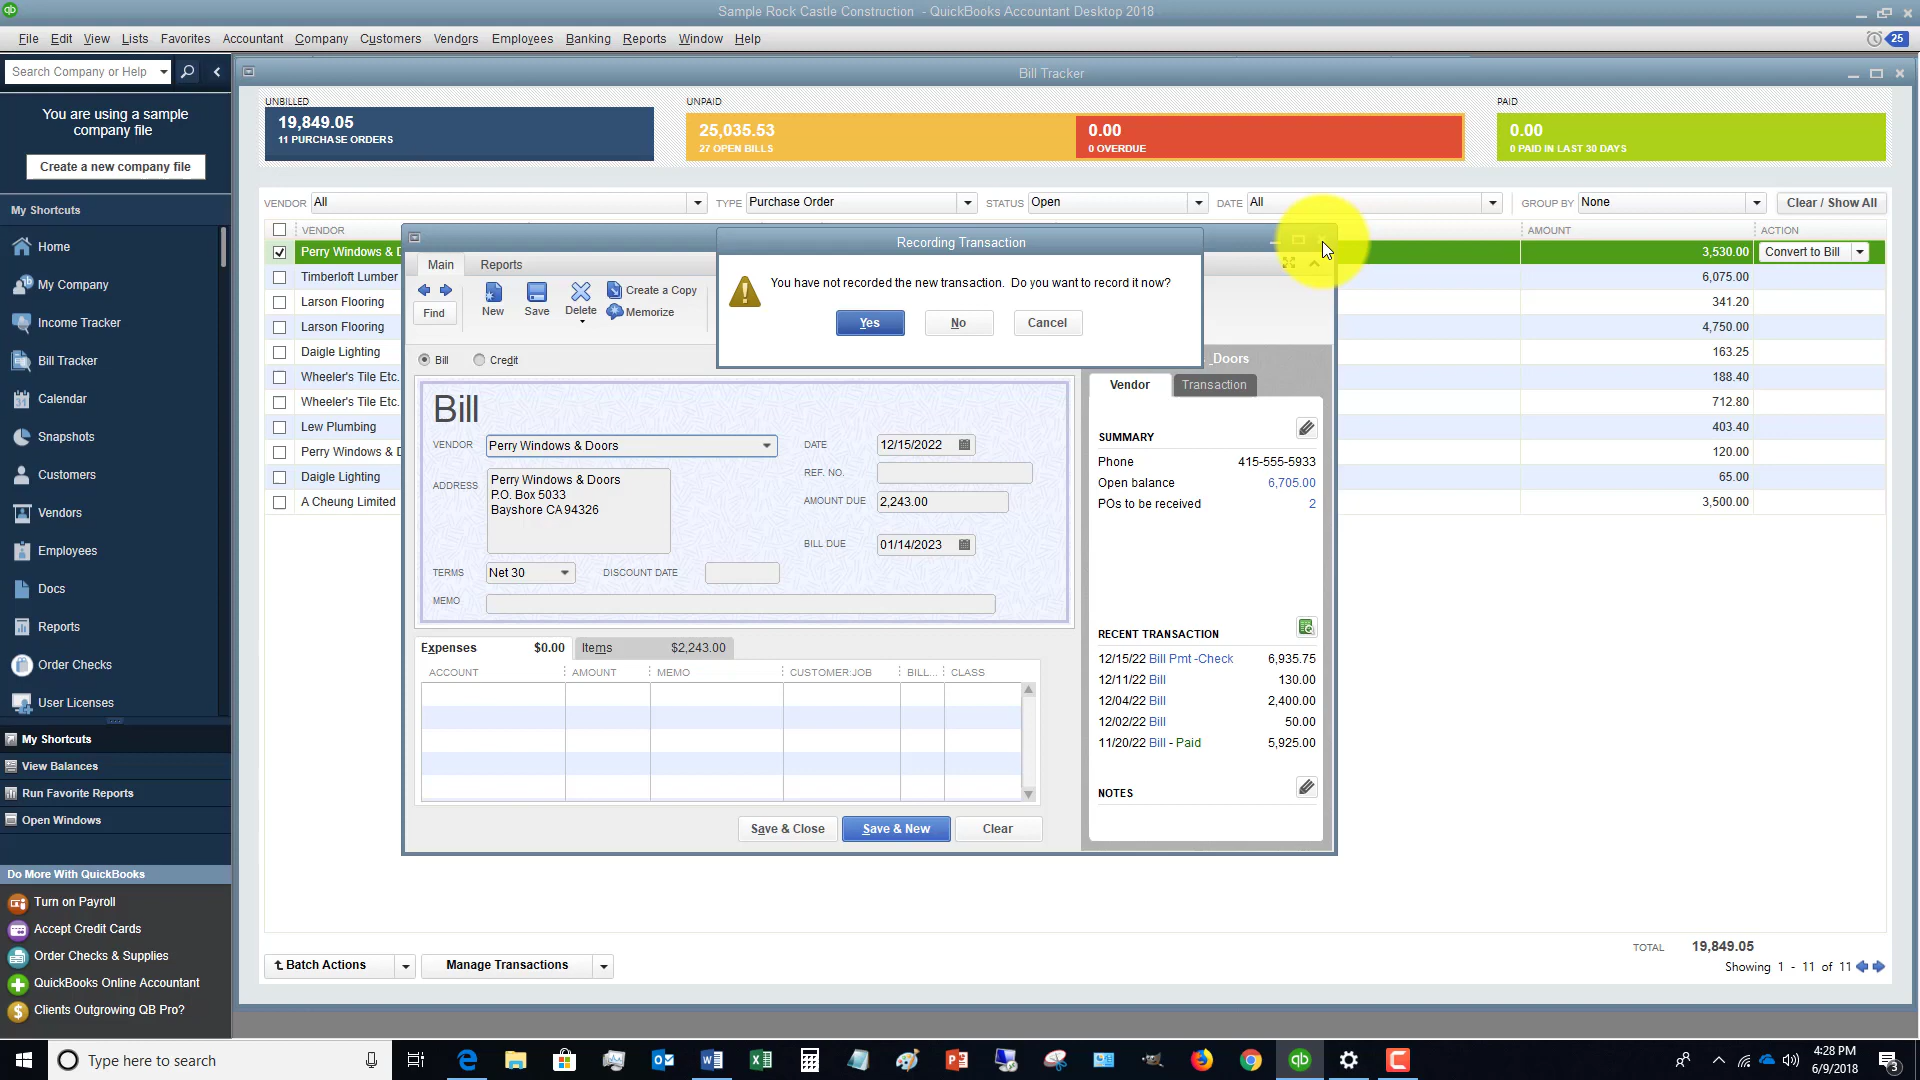 Sample Rock Castle Construction - QuickBooks Accountant Desktop 2018
File Edit View Lists Favorites Accountant Company Customers Vendors Employees Banking Reports Window Help
25
Search Company or Help
Bill Tracker
You are using a sample
company file
Create a new company file
My Shortcuts
Home
My Company
Income Tracker
Bill Tracker
Calendar
Snapshots
Customers
Vendors
Employees
Docs
Reports
Order Checks
User Licenses
My Shortcuts
View Balances
Run Favorite Reports
Open Windows
Do More With QuickBooks
Turn on Payroll
Accept Credit Cards
Order Checks & Supplies
QuickBooks Online Accountant
Clients Outgrowing QB Pro?
UNBILLED
19,849.05
11 PURCHASE ORDERS
UNPAID
25,035.53
27 OPEN BILLS
0.00
0 OVERDUE
PAID
0.00
0 PAID IN LAST 30 DAYS
VENDOR All TYPE Purchase Order STATUS Open DATE All GROUP BY None Clear / Show All
VENDOR AMOUNT ACTION
Perry Windows & D 3,530.00 Convert to Bill
Timberloft Lumber 6,075.00
Larson Flooring 341.20
Larson Flooring 4,750.00
Daigle Lighting 163.25
Wheeler's Tile Etc. 188.40
Wheeler's Tile Etc. 712.80
Lew Plumbing 403.40
Perry Windows & D 120.00
Daigle Lighting 65.00
A Cheung Limited 3,500.00
Recording Transaction
You have not recorded the new transaction. Do you want to record it now?
Yes No Cancel
Main Reports
Find
New Save Delete
Create a Copy
Memorize
Bill Credit
Bill
VENDOR Perry Windows & Doors
ADDRESS
Perry Windows & Doors
P.O. Box 5033
Bayshore CA 94326
TERMS Net 30 DISCOUNT DATE
MEMO
DATE 12/15/2022
REF. NO.
AMOUNT DUE 2,243.00
BILL DUE 01/14/2023
Expenses $0.00 Items $2,243.00
ACCOUNT AMOUNT MEMO CUSTOMER:JOB BILL... CLASS
Save & Close Save & New Clear
_Doors
Vendor Transaction
SUMMARY
Phone 415-555-5933
Open balance 6,705.00
POs to be received 2
RECENT TRANSACTION
12/15/22 Bill Pmt -Check 6,935.75
12/11/22 Bill 130.00
12/04/22 Bill 2,400.00
12/02/22 Bill 50.00
11/20/22 Bill - Paid 5,925.00
NOTES
TOTAL 19,849.05
Batch Actions Manage Transactions
Showing 1 - 11 of 11
Type here to search
4:28 PM
6/9/2018
3